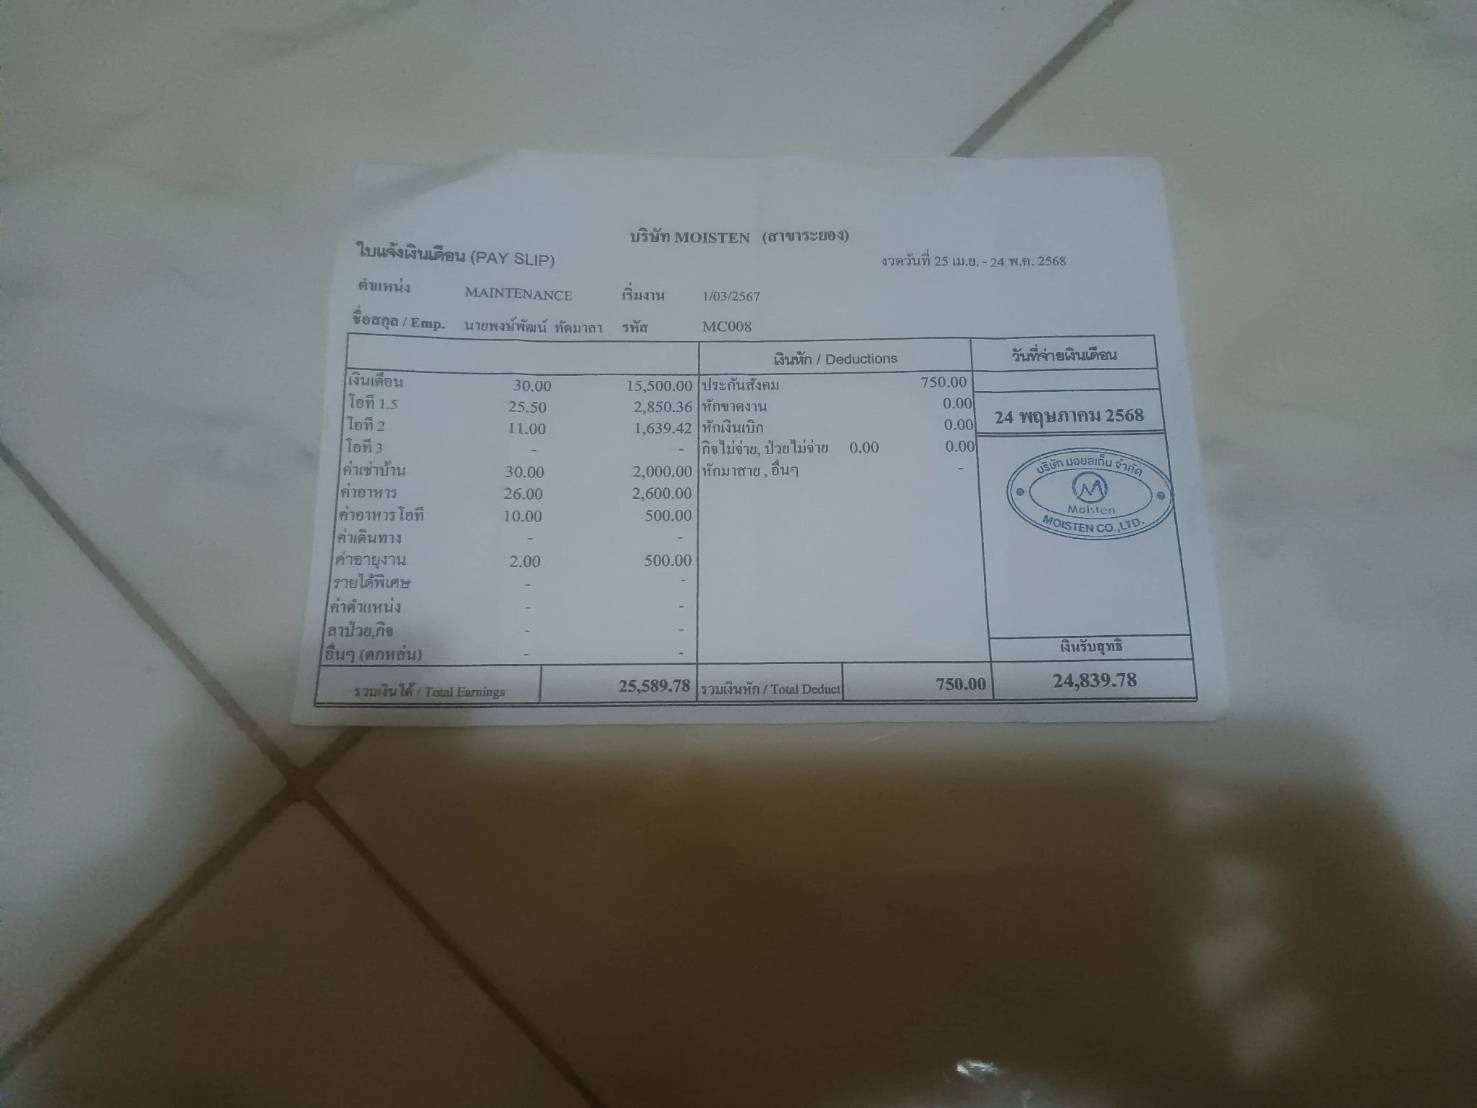 บริษัท MOISTEN (สาขาระยอง)
ใบแจ้งเงินเดือน (PAY SLIP) งวดวันที่ 25 เม.ย. - 24 พ.ค. 2568
ตำแหน่ง MAINTENANCE เริ่มงาน 1/03/2567
ชื่อสกุล / Emp. นายพงษ์พัฒน์ ทัดมาลา รหัส MC008
เงินหัก / Deductions วันที่จ่ายเงินเดือน
เงินเดือน 30.00 15,500.00 ประกันสังคม 750.00
โอที 1.5 25.50 2,850.36 หักขาดงาน 0.00 24 พฤษภาคม 2568
โอที 2 11.00 1,639.42 หักเงินเบิก 0.00
โอที 3 - - กิจไม่จ่าย, ป่วยไม่จ่าย 0.00 0.00
ค่าเช่าบ้าน 30.00 2,000.00 หักมาสาย , อื่นๆ -
ค่าอาหาร 26.00 2,600.00
ค่าอาหาร โอที 10.00 500.00
ค่าเดินทาง - -
ค่าอายุงาน 2.00 500.00
รายได้พิเศษ - -
ค่าตำแหน่ง - -
ลาป่วย,กิจ - -
อื่นๆ (ตกหล่น) - -
บริษัท มอยสเท็น จำกัด
Moisten
MOISTEN CO.,LTD.
เงินรับสุทธิ
รวมเงินได้ / Total Earnings 25,589.78 รวมเงินหัก / Total Deduct 750.00 24,839.78